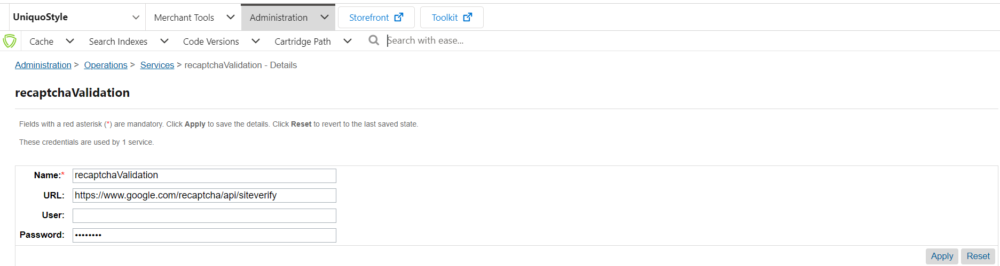 UniquoStyle Merchant Tools Administration Storefront Toolkit
Cache Search Indexes Code Versions Cartridge Path Search with ease...
Administration > Operations > Services > recaptchaValidation - Details
recaptchaValidation
Fields with a red asterisk (*) are mandatory. Click Apply to save the details. Click Reset to revert to the last saved state.
These credentials are used by 1 service.
Name:* recaptchaValidation
URL: https://www.google.com/recaptcha/api/siteverify
User:
Password: ••••••••
Apply Reset